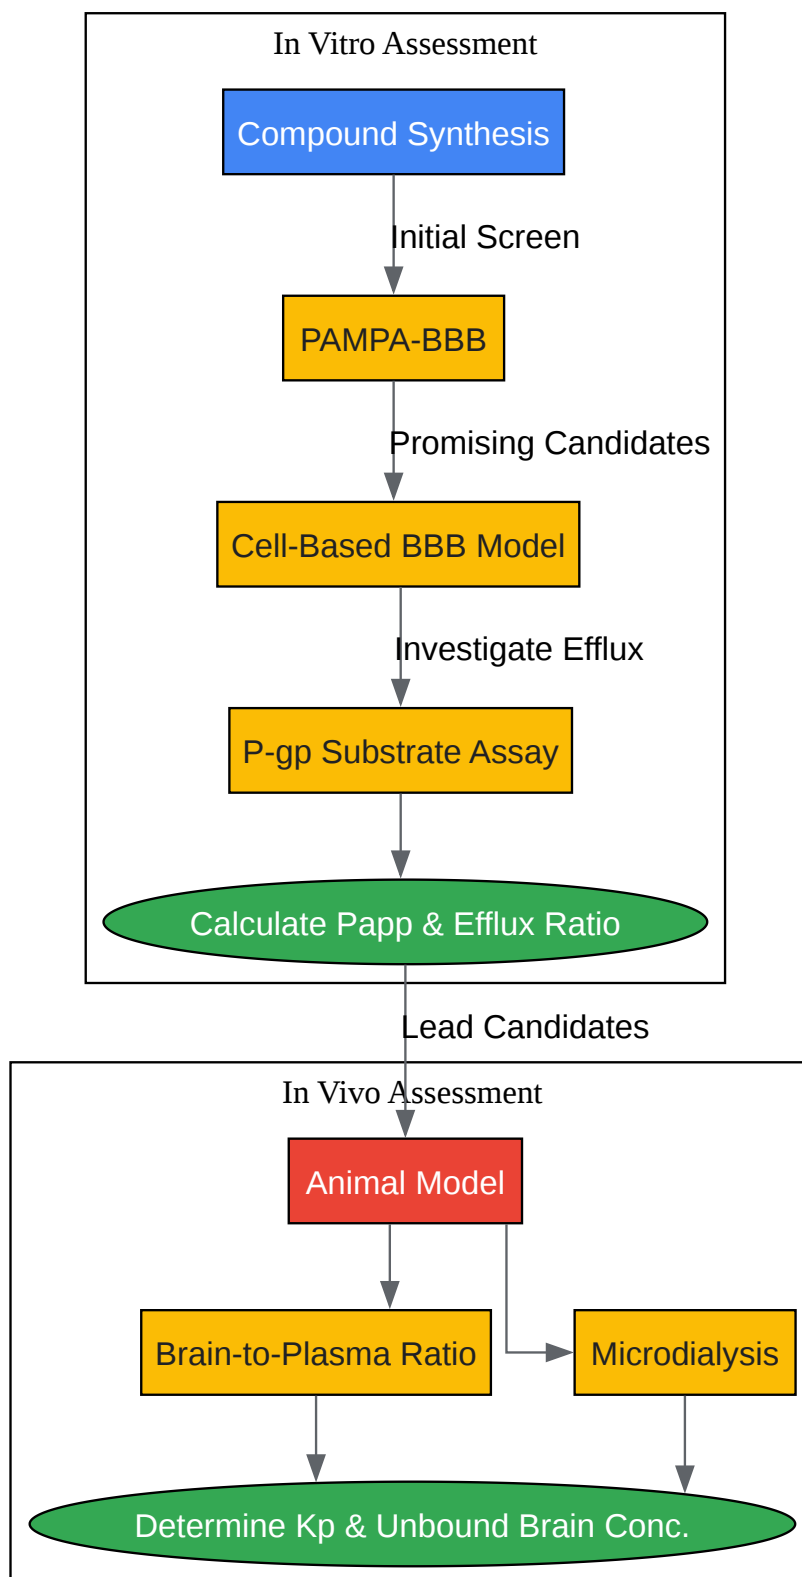 In Vitro Assessment
Compound Synthesis
Initial Screen
PAMPA-BBB
Promising Candidates
Cell-Based BBB Model
Investigate Efflux
P-gp Substrate Assay
Calculate Papp & Efflux Ratio
Lead Candidates
In Vivo Assessment
Animal Model
Brain-to-Plasma Ratio
Microdialysis
Determine Kp & Unbound Brain Conc.